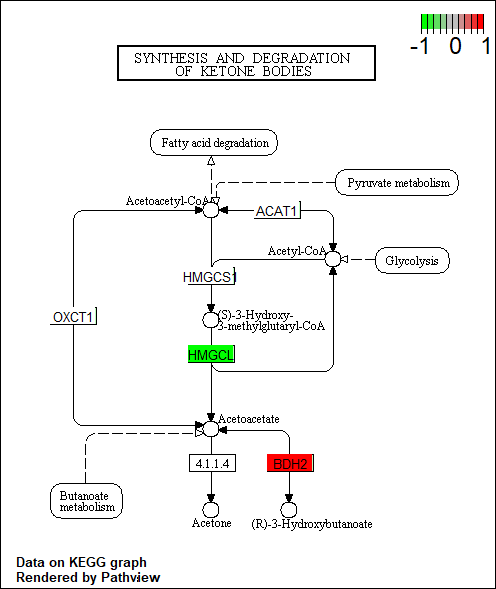 -1 0 1
SYNTHESIS AND DEGRADATION
OF KETONE BODIES
Fatty acid degradation
Pyruvate metabolism
Acetoacetyl-CoA
ACAT1
Acetyl-CoA
Glycolysis
HMGCS1
OXCT1
(S)-3-Hydroxy-
3-methylglutaryl-CoA
HMGCL
Acetoacetate
4.1.1.4
BDH2
Butanoate
metabolism
Acetone
(R)-3-Hydroxybutanoate
Data on KEGG graph
Rendered by Pathview